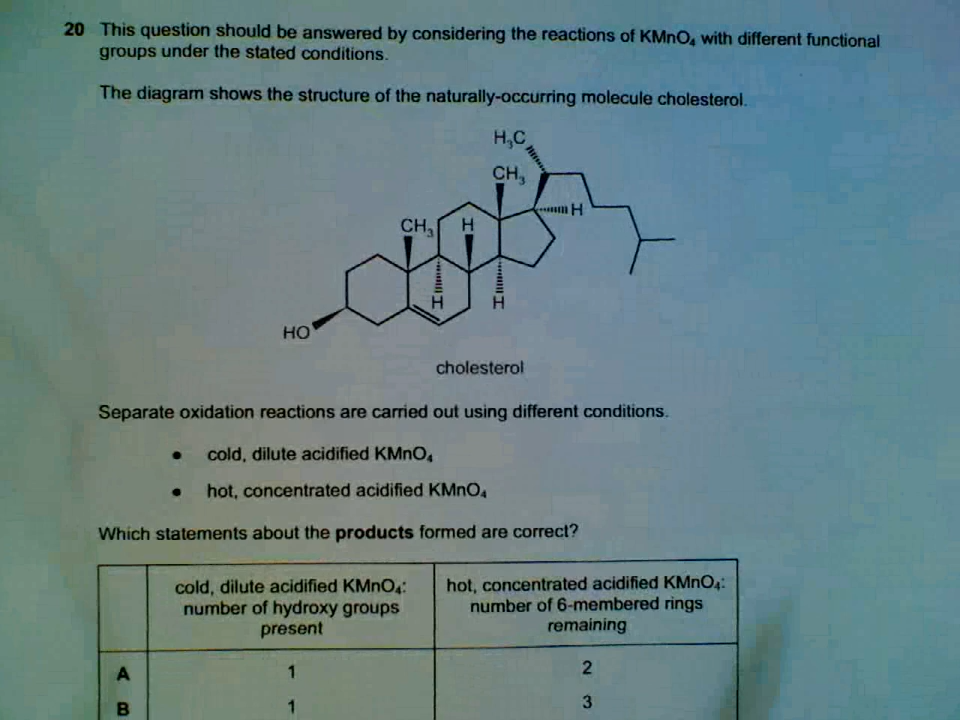 20 This question should be answered by considering the reactions of KMnO₄ with different functional
groups under the stated conditions.
The diagram shows the structure of the naturally-occurring molecule cholesterol.
H₃C
CH₃
H
CH₃
H
H
H
HO
cholesterol
Separate oxidation reactions are carried out using different conditions.
• cold, dilute acidified KMnO₄
• hot, concentrated acidified KMnO₄
Which statements about the products formed are correct?
cold, dilute acidified KMnO₄:
number of hydroxy groups
present
hot, concentrated acidified KMnO₄:
number of 6-membered rings
remaining
A 1 2
B 1 3